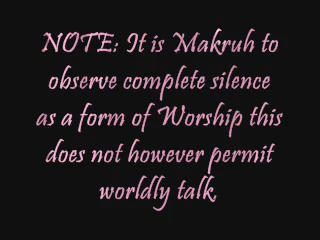 NOTE: It is Makruh to
observe complete silence
as a form of Worship this
does not however permit
worldly talk.